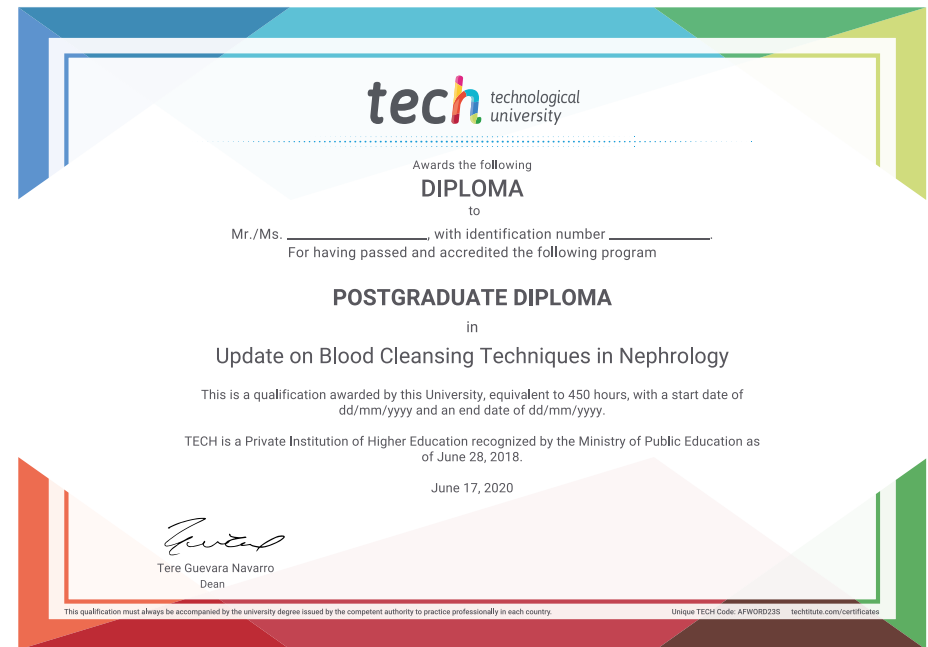 tech technological
university
Awards the following
DIPLOMA
to
Mr./Ms. ____________________, with identification number ______________.
For having passed and accredited the following program
POSTGRADUATE DIPLOMA
in
Update on Blood Cleansing Techniques in Nephrology
This is a qualification awarded by this University, equivalent to 450 hours, with a start date of
dd/mm/yyyy and an end date of dd/mm/yyyy.
TECH is a Private Institution of Higher Education recognized by the Ministry of Public Education as
of June 28, 2018.
June 17, 2020
Tere Guevara Navarro
Dean
This qualification must always be accompanied by the university degree issued by the competent authority to practice professionally in each country.
Unique TECH Code: AFWORD23S techtitute.com/certificates